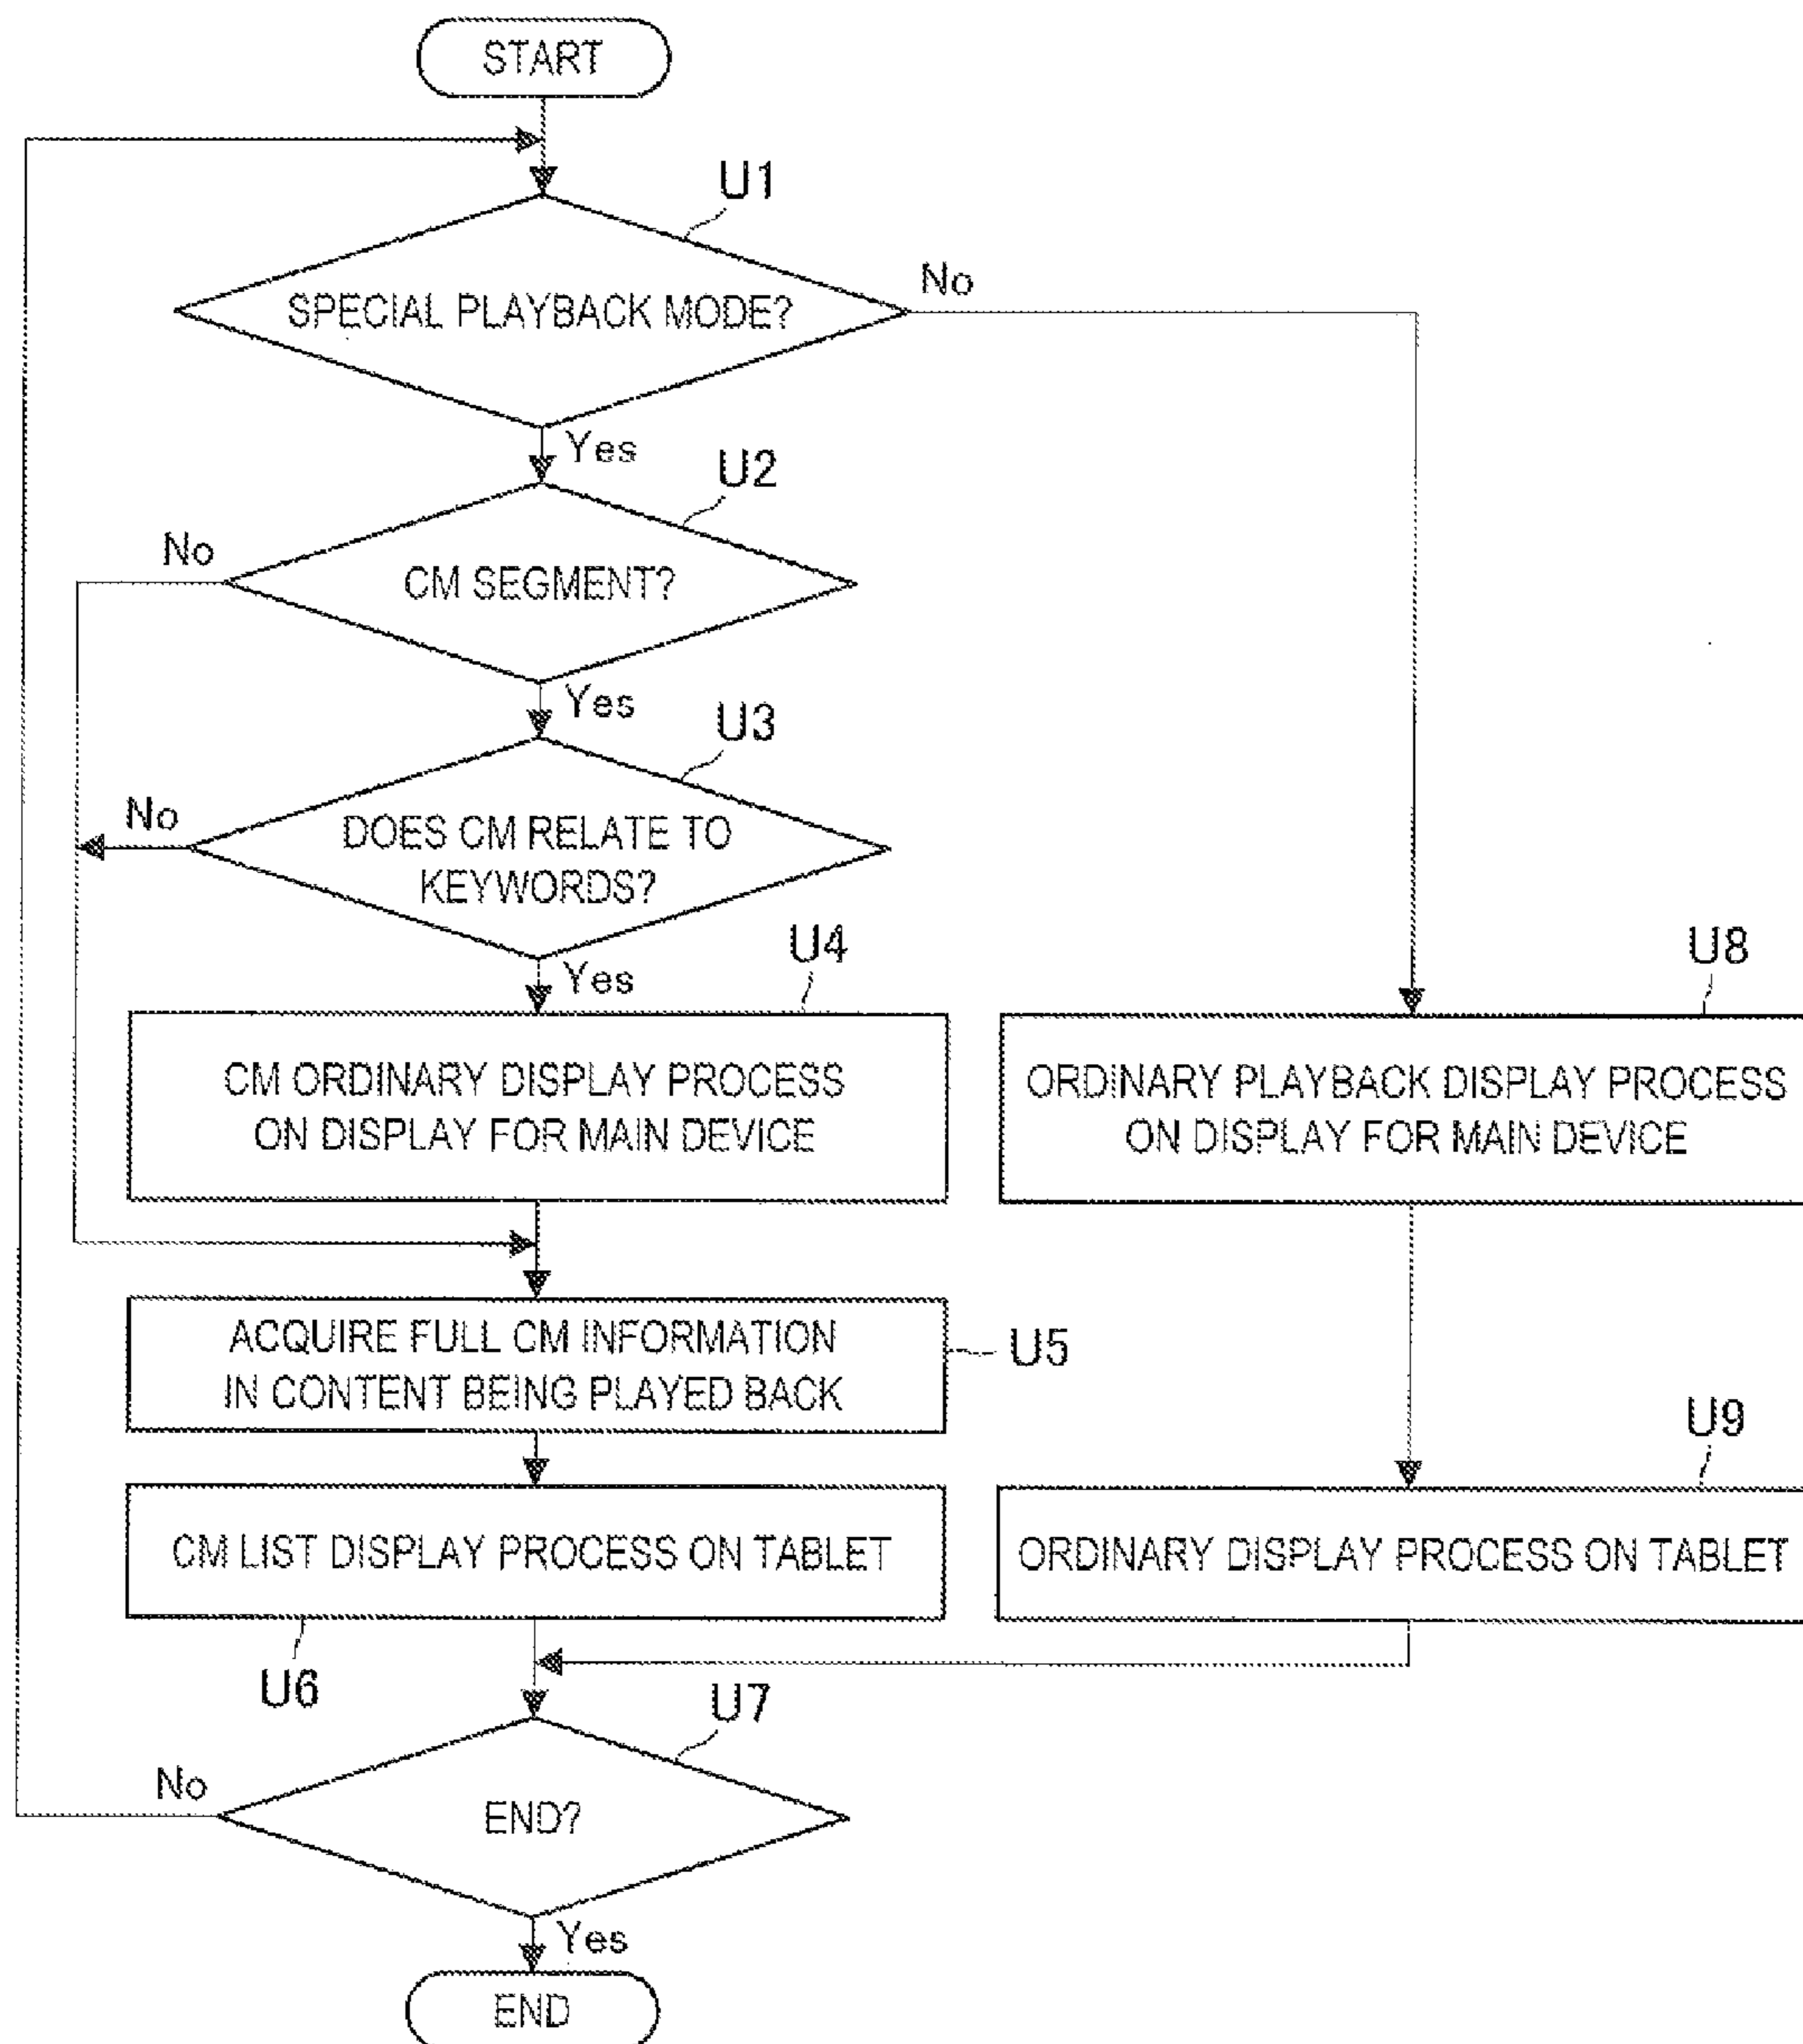 START
U1
SPECIAL PLAYBACK MODE?
No
Yes
U2
No
CM SEGMENT?
Yes
U3
No
DOES CM RELATE TO
KEYWORDS?
Yes
U4
CM ORDINARY DISPLAY PROCESS
ON DISPLAY FOR MAIN DEVICE
U8
ORDINARY PLAYBACK DISPLAY PROCESS
ON DISPLAY FOR MAIN DEVICE
ACQUIRE FULL CM INFORMATION
IN CONTENT BEING PLAYED BACK
U5
CM LIST DISPLAY PROCESS ON TABLET
U6
U9
ORDINARY DISPLAY PROCESS ON TABLET
U7
No
END?
Yes
END